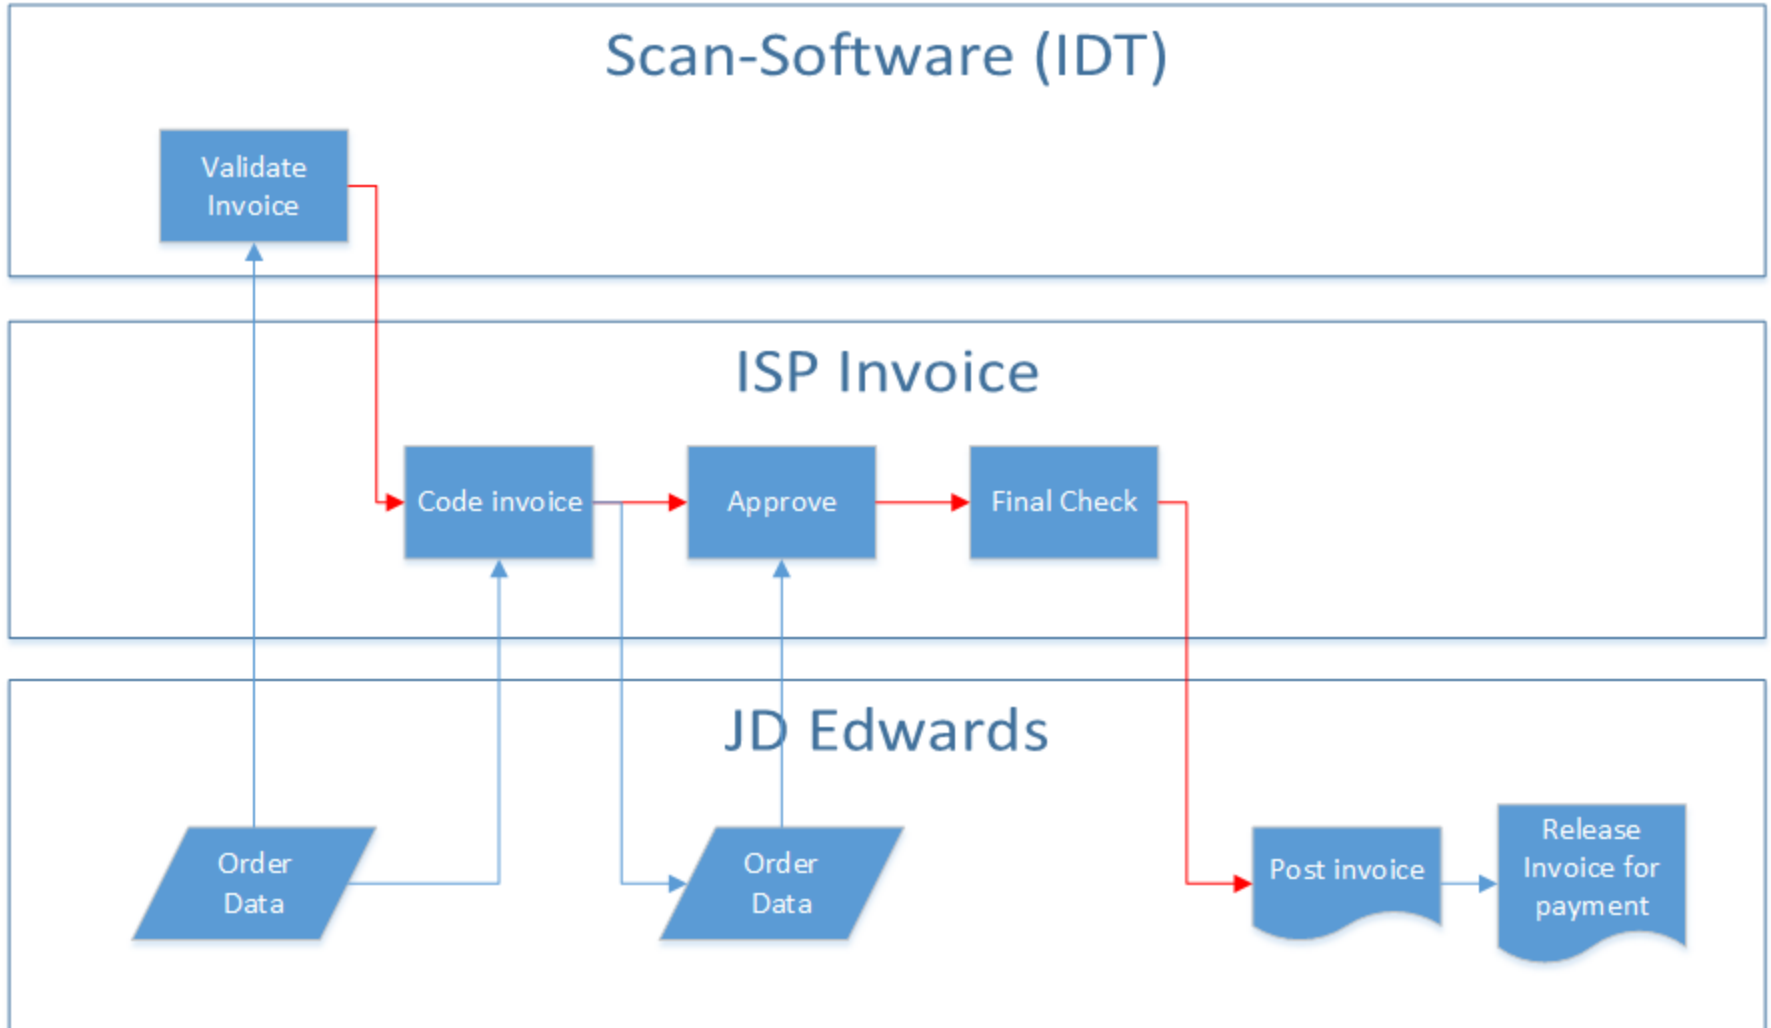 Scan-Software (IDT)
Validate
Invoice
ISP Invoice
Code invoice
Approve
Final Check
JD Edwards
Order
Data
Order
Data
Post invoice
Release
Invoice for
payment